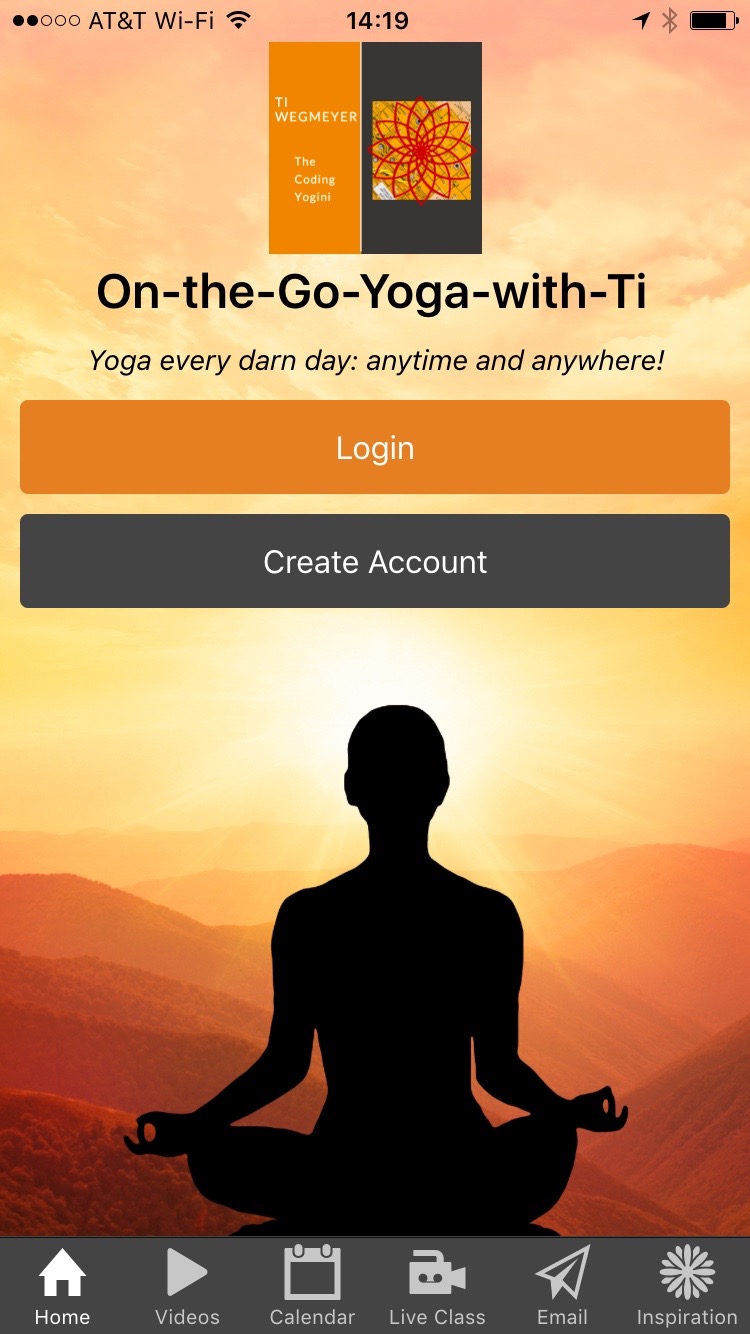 AT&T Wi-Fi 14:19
TI
WEGMEYER
The
Coding
Yogini
On-the-Go-Yoga-with-Ti
Yoga every darn day: anytime and anywhere!
Login
Create Account
Home Videos Calendar Live Class Email Inspiration